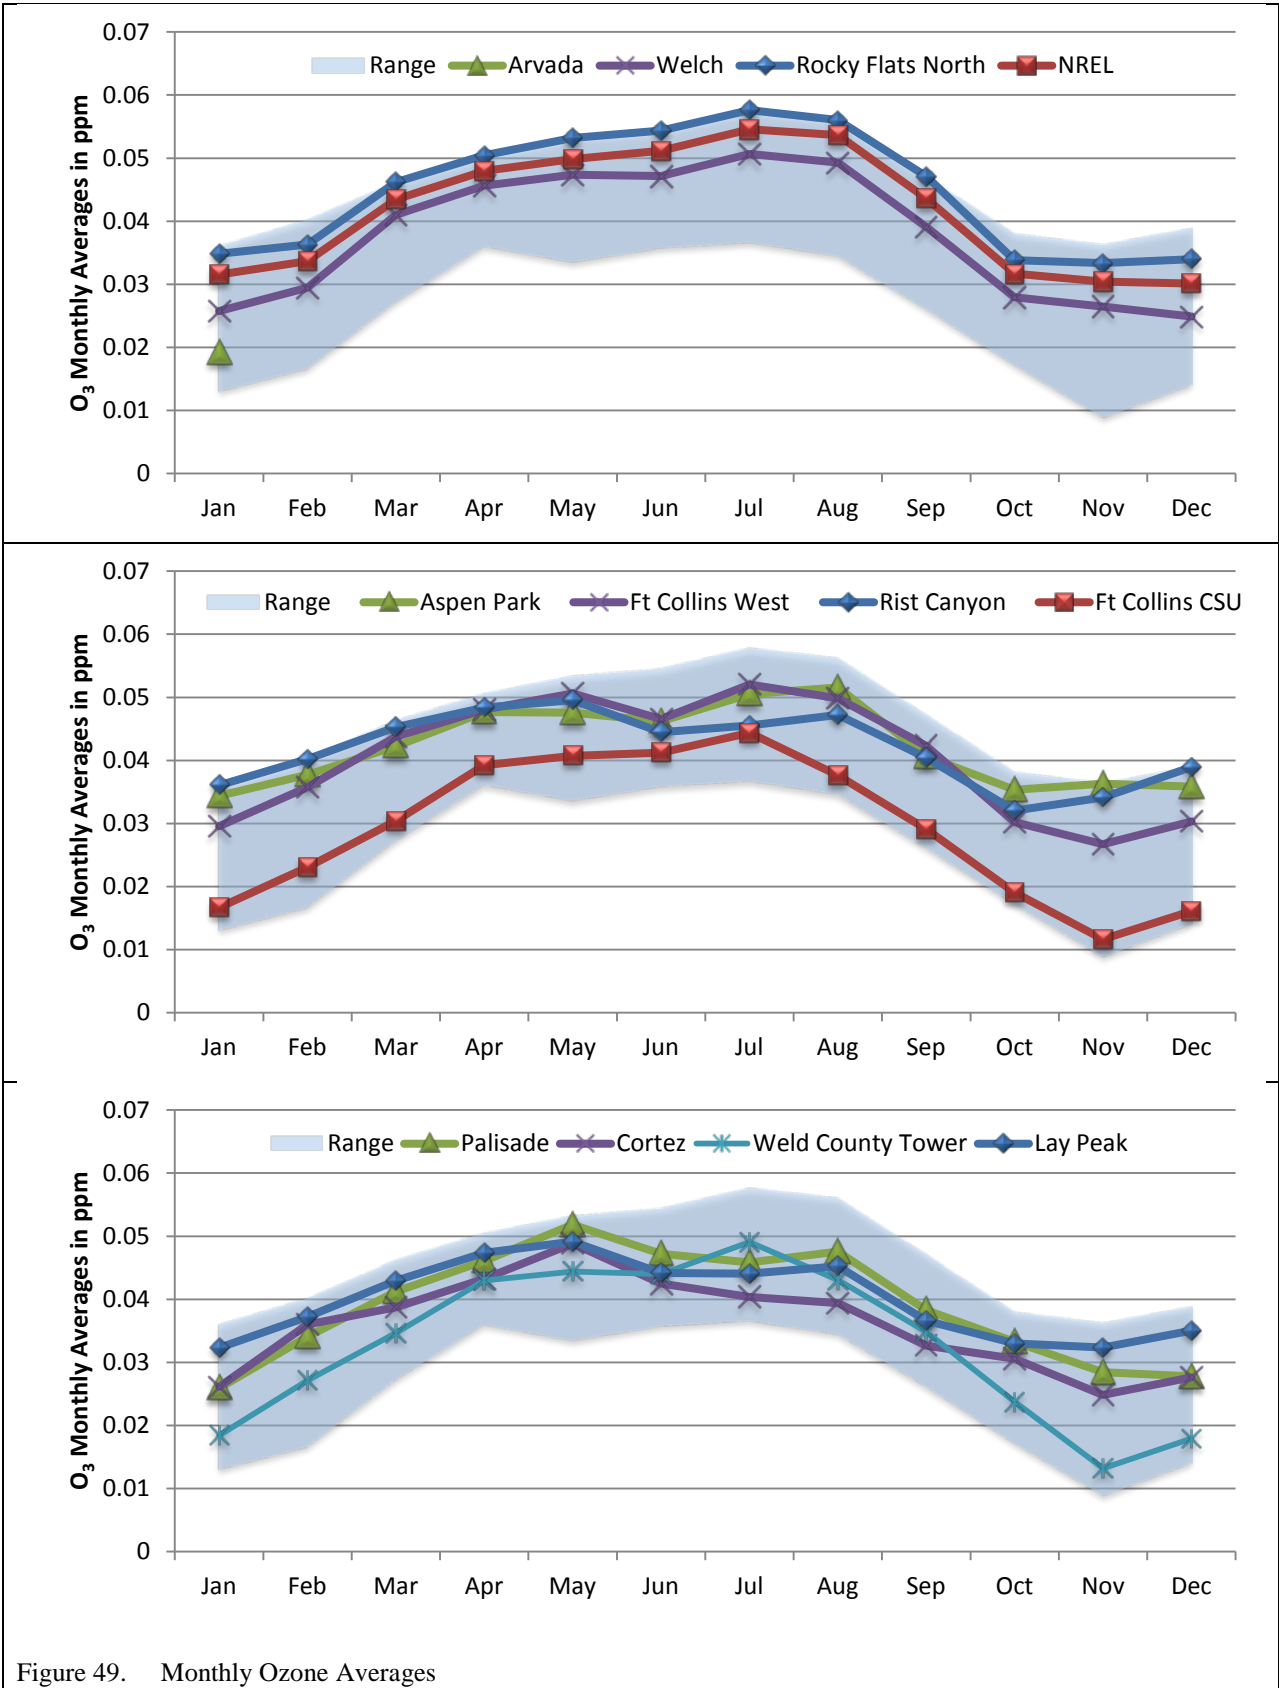 0.07
Range Arvada Welch Rocky Flats North NREL
0.06
0.05
0.04
0.03
0.02
0.01
0
O3 Monthly Averages in ppm
Jan Feb Mar Apr May Jun Jul Aug Sep Oct Nov Dec
0.07
Range Aspen Park Ft Collins West Rist Canyon Ft Collins CSU
0.06
0.05
0.04
0.03
0.02
0.01
0
O3 Monthly Averages in ppm
Jan Feb Mar Apr May Jun Jul Aug Sep Oct Nov Dec
0.07
Range Palisade Cortez Weld County Tower Lay Peak
0.06
0.05
0.04
0.03
0.02
0.01
0
O3 Monthly Averages in ppm
Jan Feb Mar Apr May Jun Jul Aug Sep Oct Nov Dec
Figure 49. Monthly Ozone Averages